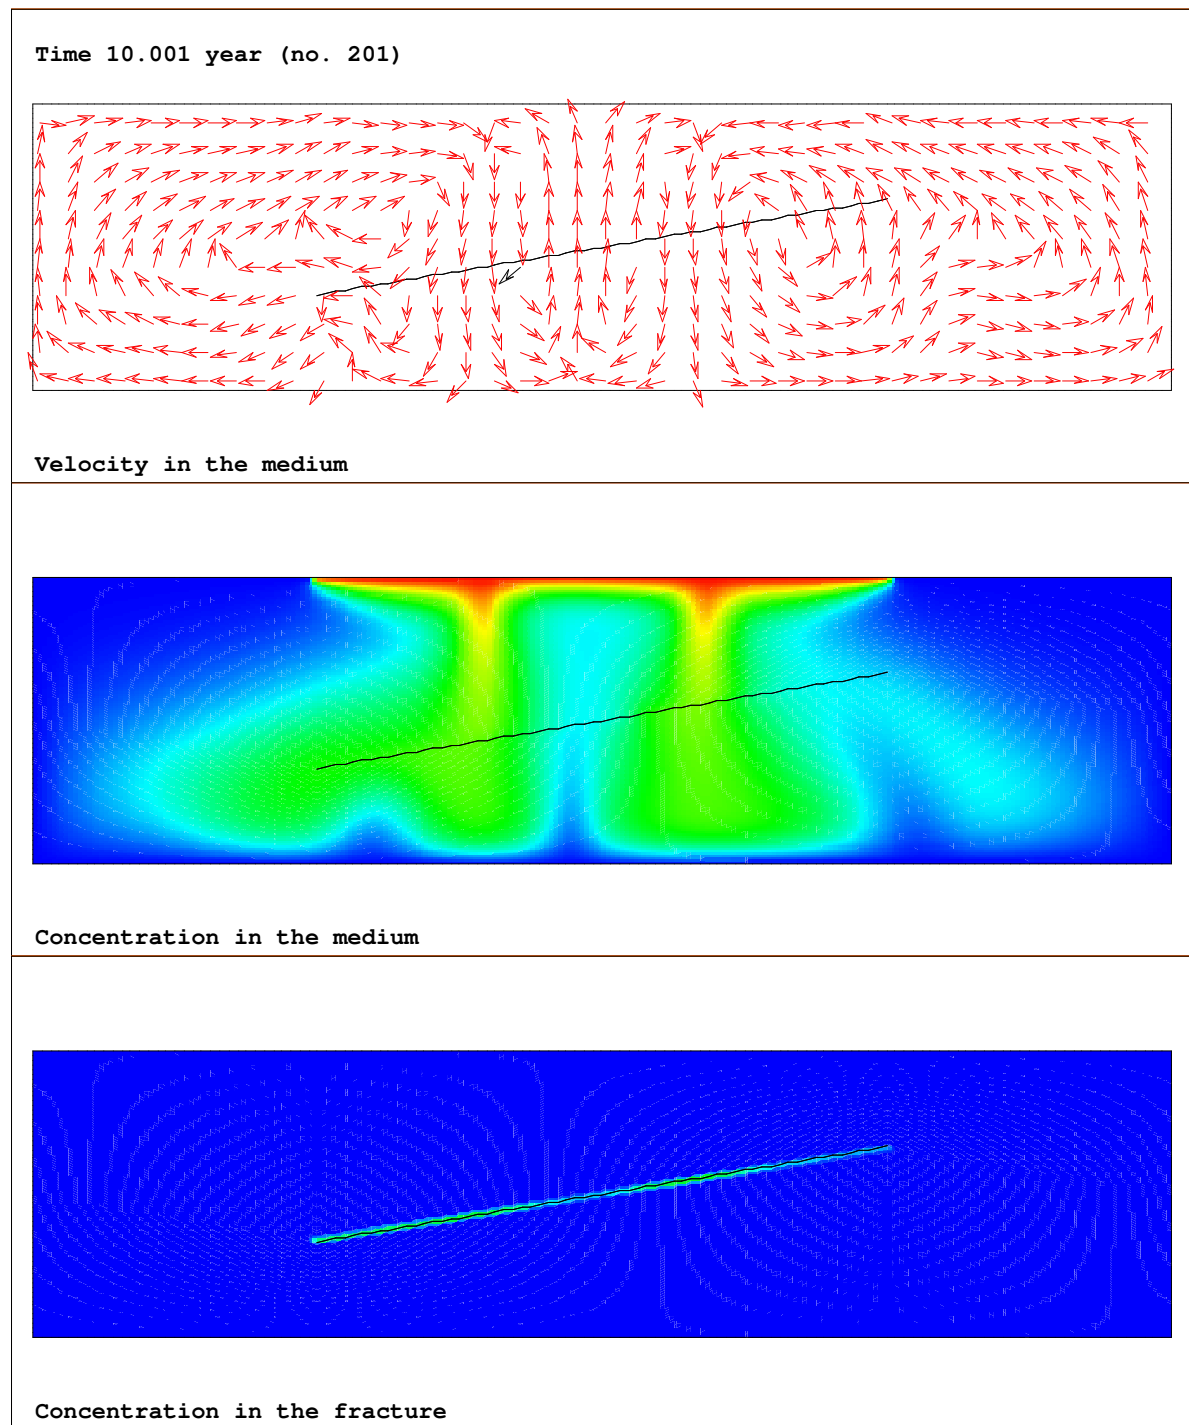 Time 10.001 year (no. 201)
Velocity in the medium
Concentration in the medium
Concentration in the fracture